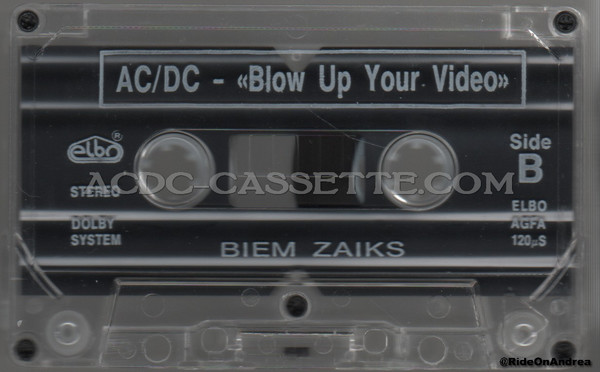 AC/DC - «Blow Up Your Video»
elbo ®
Side
B
STEREO
ACDC-CASSETTE.COM
DOLBY
SYSTEM
ELBO
AGFA
120µS
BIEM ZAIKS
@RideOnAndrea